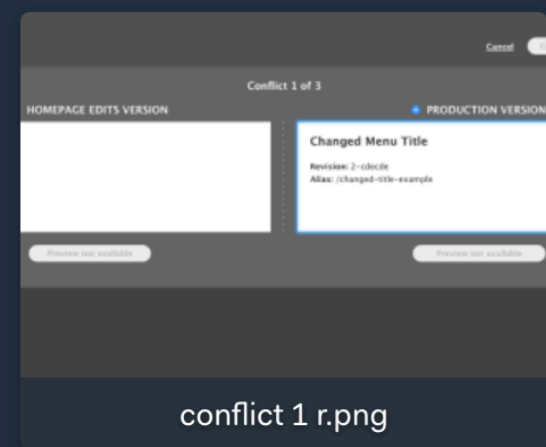 Cancel
Conflict 1 of 3
HOMEPAGE EDITS VERSION
PRODUCTION VERSION
Changed Menu Title
Revision: 2-cdecde
Alias: /changed-title-example
Preview not available
Preview not available
conflict 1 r.png